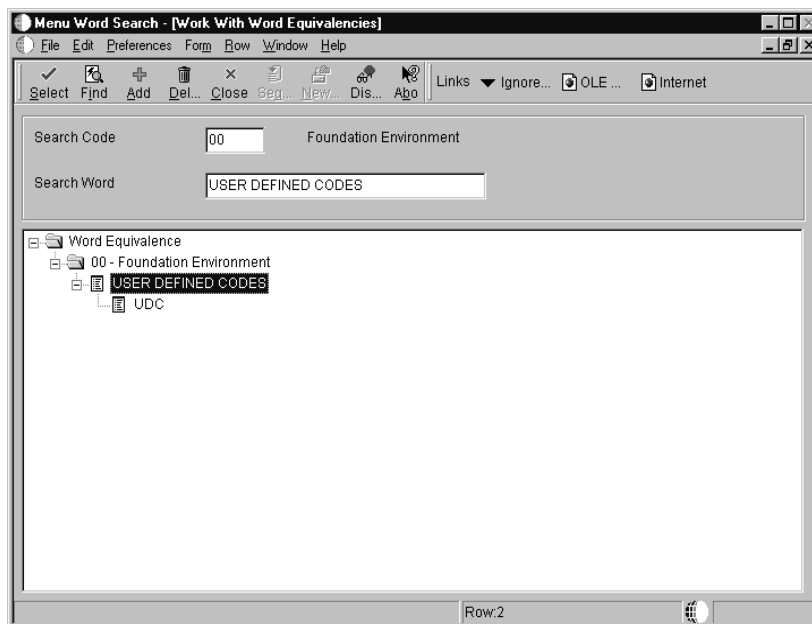 Menu Word Search - [Work With Word Equivalencies]
File Edit Preferences Form Row Window Help
Select Find Add Del... Close Seq... New... Dis... Abo Links Ignore... OLE ... Internet
Search Code 00 Foundation Environment
Search Word USER DEFINED CODES
Word Equivalence
00 - Foundation Environment
USER DEFINED CODES
UDC
Row:2